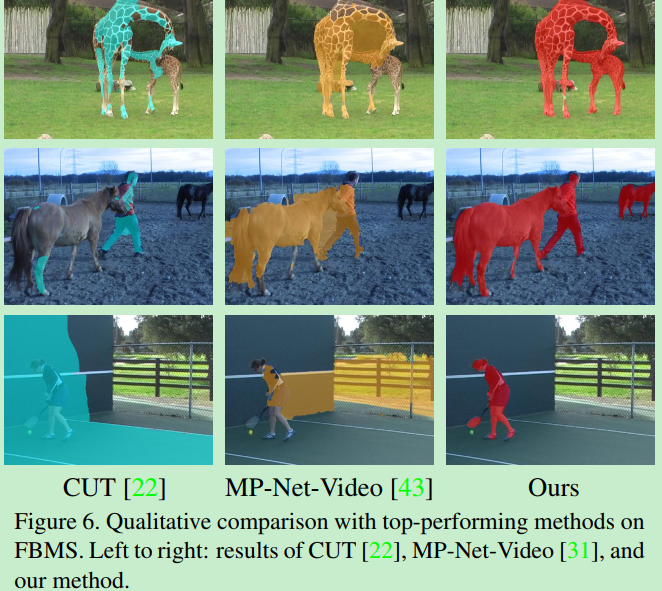 CUT [22] MP-Net-Video [43] Ours
Figure 6. Qualitative comparison with top-performing methods on
FBMS. Left to right: results of CUT [22], MP-Net-Video [31], and
our method.